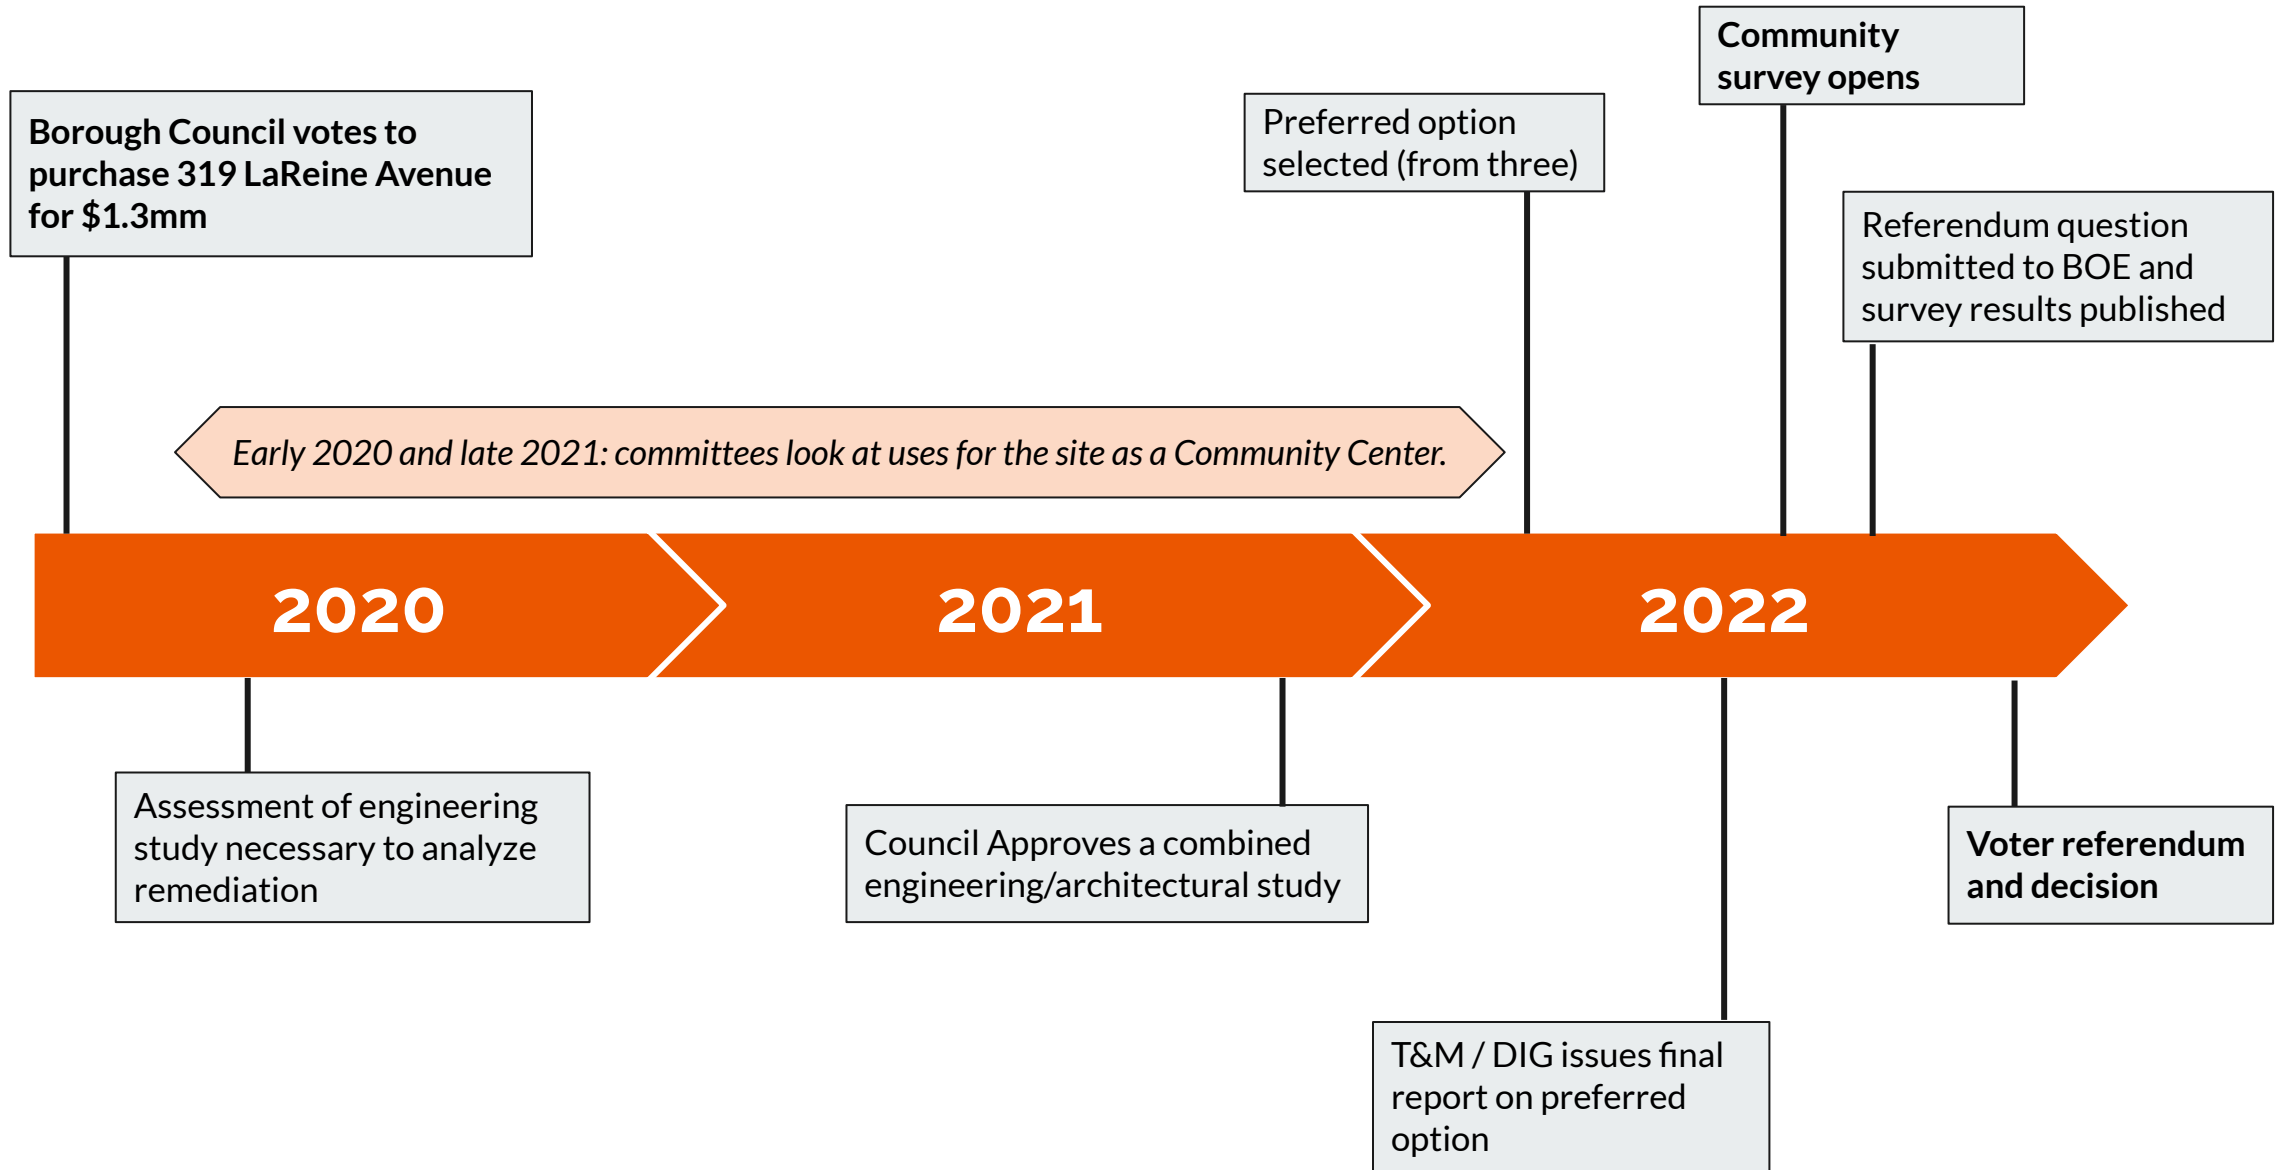 Community
survey opens
Borough Council votes to
purchase 319 LaReine Avenue
for $1.3mm
Preferred option
selected (from three)
Referendum question
submitted to BOE and
survey results published
Early 2020 and late 2021: committees look at uses for the site as a Community Center.
2020
2021
2022
Assessment of engineering
study necessary to analyze
remediation
Council Approves a combined
engineering/architectural study
Voter referendum
and decision
T&M / DIG issues final
report on preferred
option